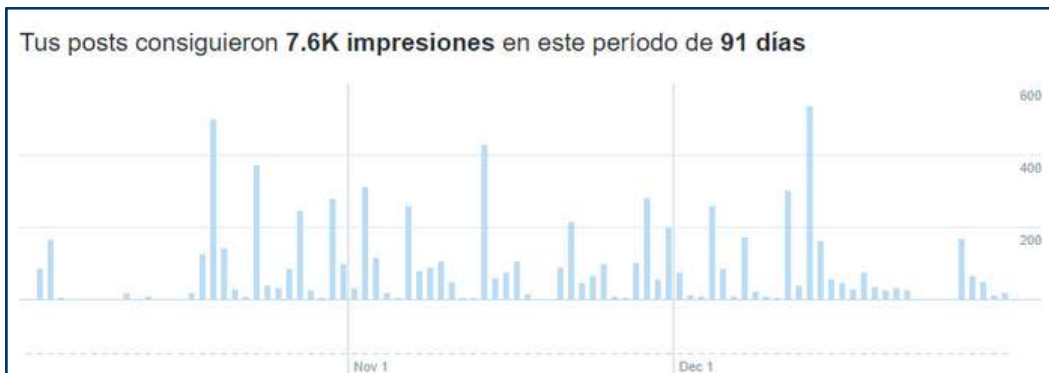 Tus posts consiguieron 7.6K impresiones en este período de 91 días
600
400
200
Nov 1
Dec 1